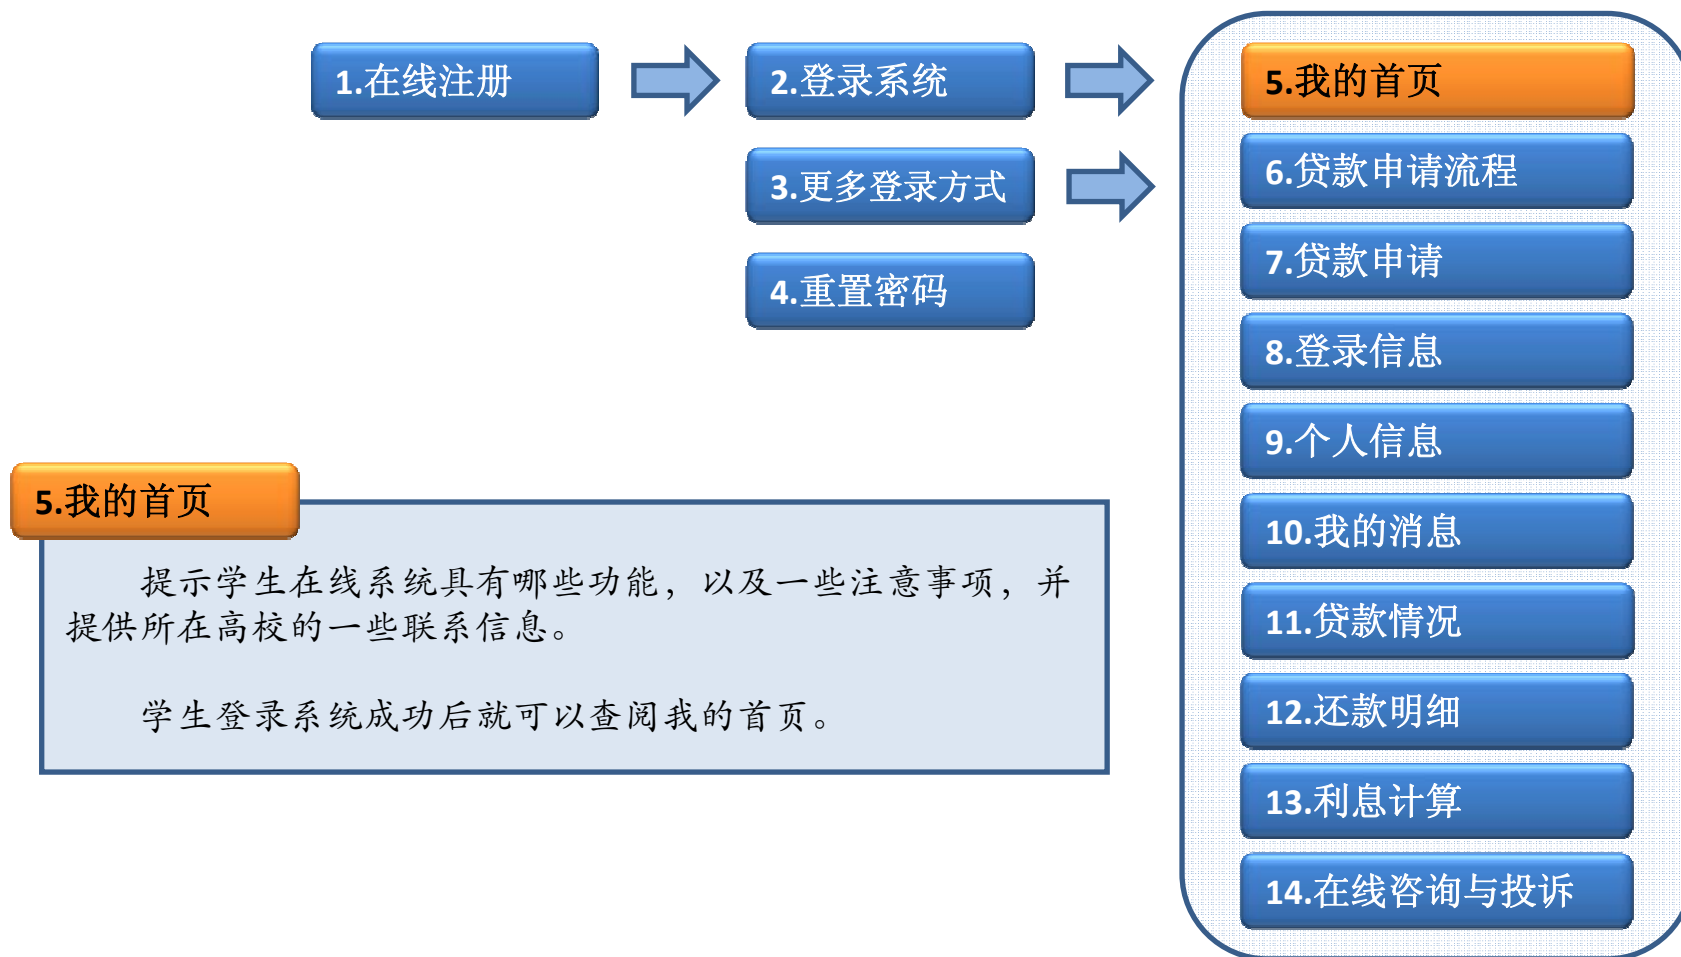 1.在线注册
2.登录系统
3.更多登录方式
4.重置密码
5.我的首页
6.贷款申请流程
7.贷款申请
8.登录信息
9.个人信息
10.我的消息
11.贷款情况
12.还款明细
13.利息计算
14.在线咨询与投诉
5.我的首页
提示学生在线系统具有哪些功能，以及一些注意事项，并
提供所在高校的一些联系信息。
学生登录系统成功后就可以查阅我的首页。